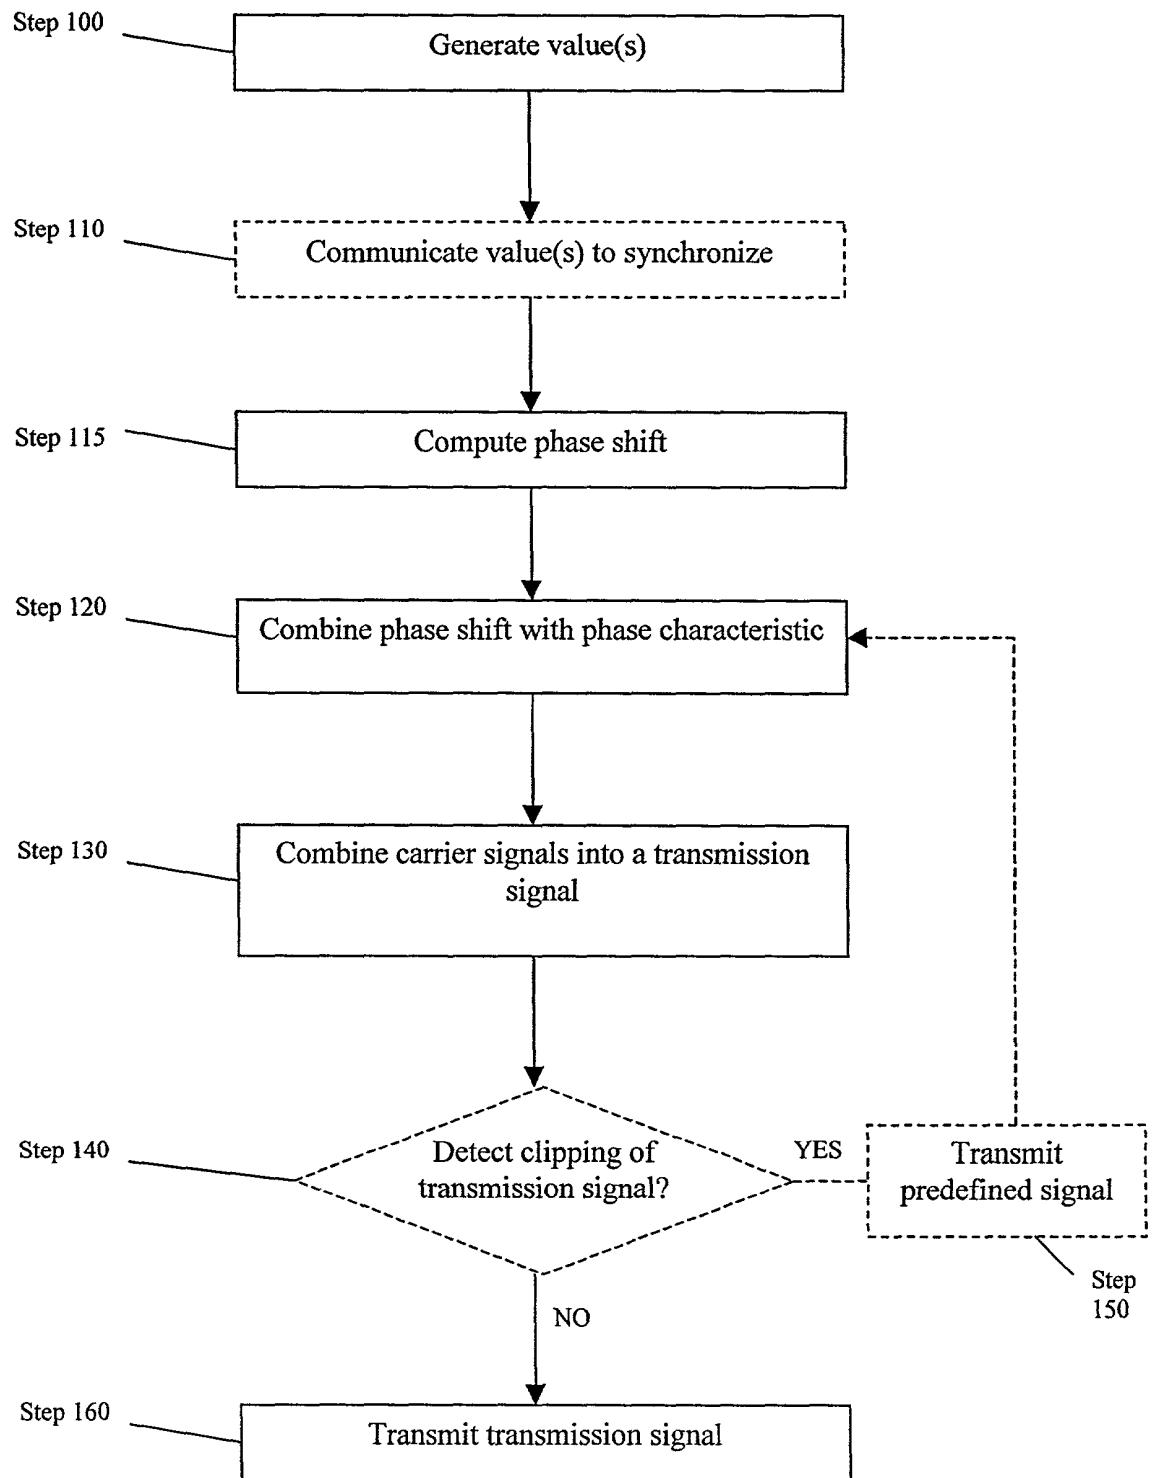 Step 100
Generate value(s)
Step 110
Communicate value(s) to synchronize
Step 115
Compute phase shift
Step 120
Combine phase shift with phase characteristic
Step 130
Combine carrier signals into a transmission
signal
Step 140
Detect clipping of
transmission signal?
YES
Transmit
predefined signal
Step
150
NO
Step 160
Transmit transmission signal